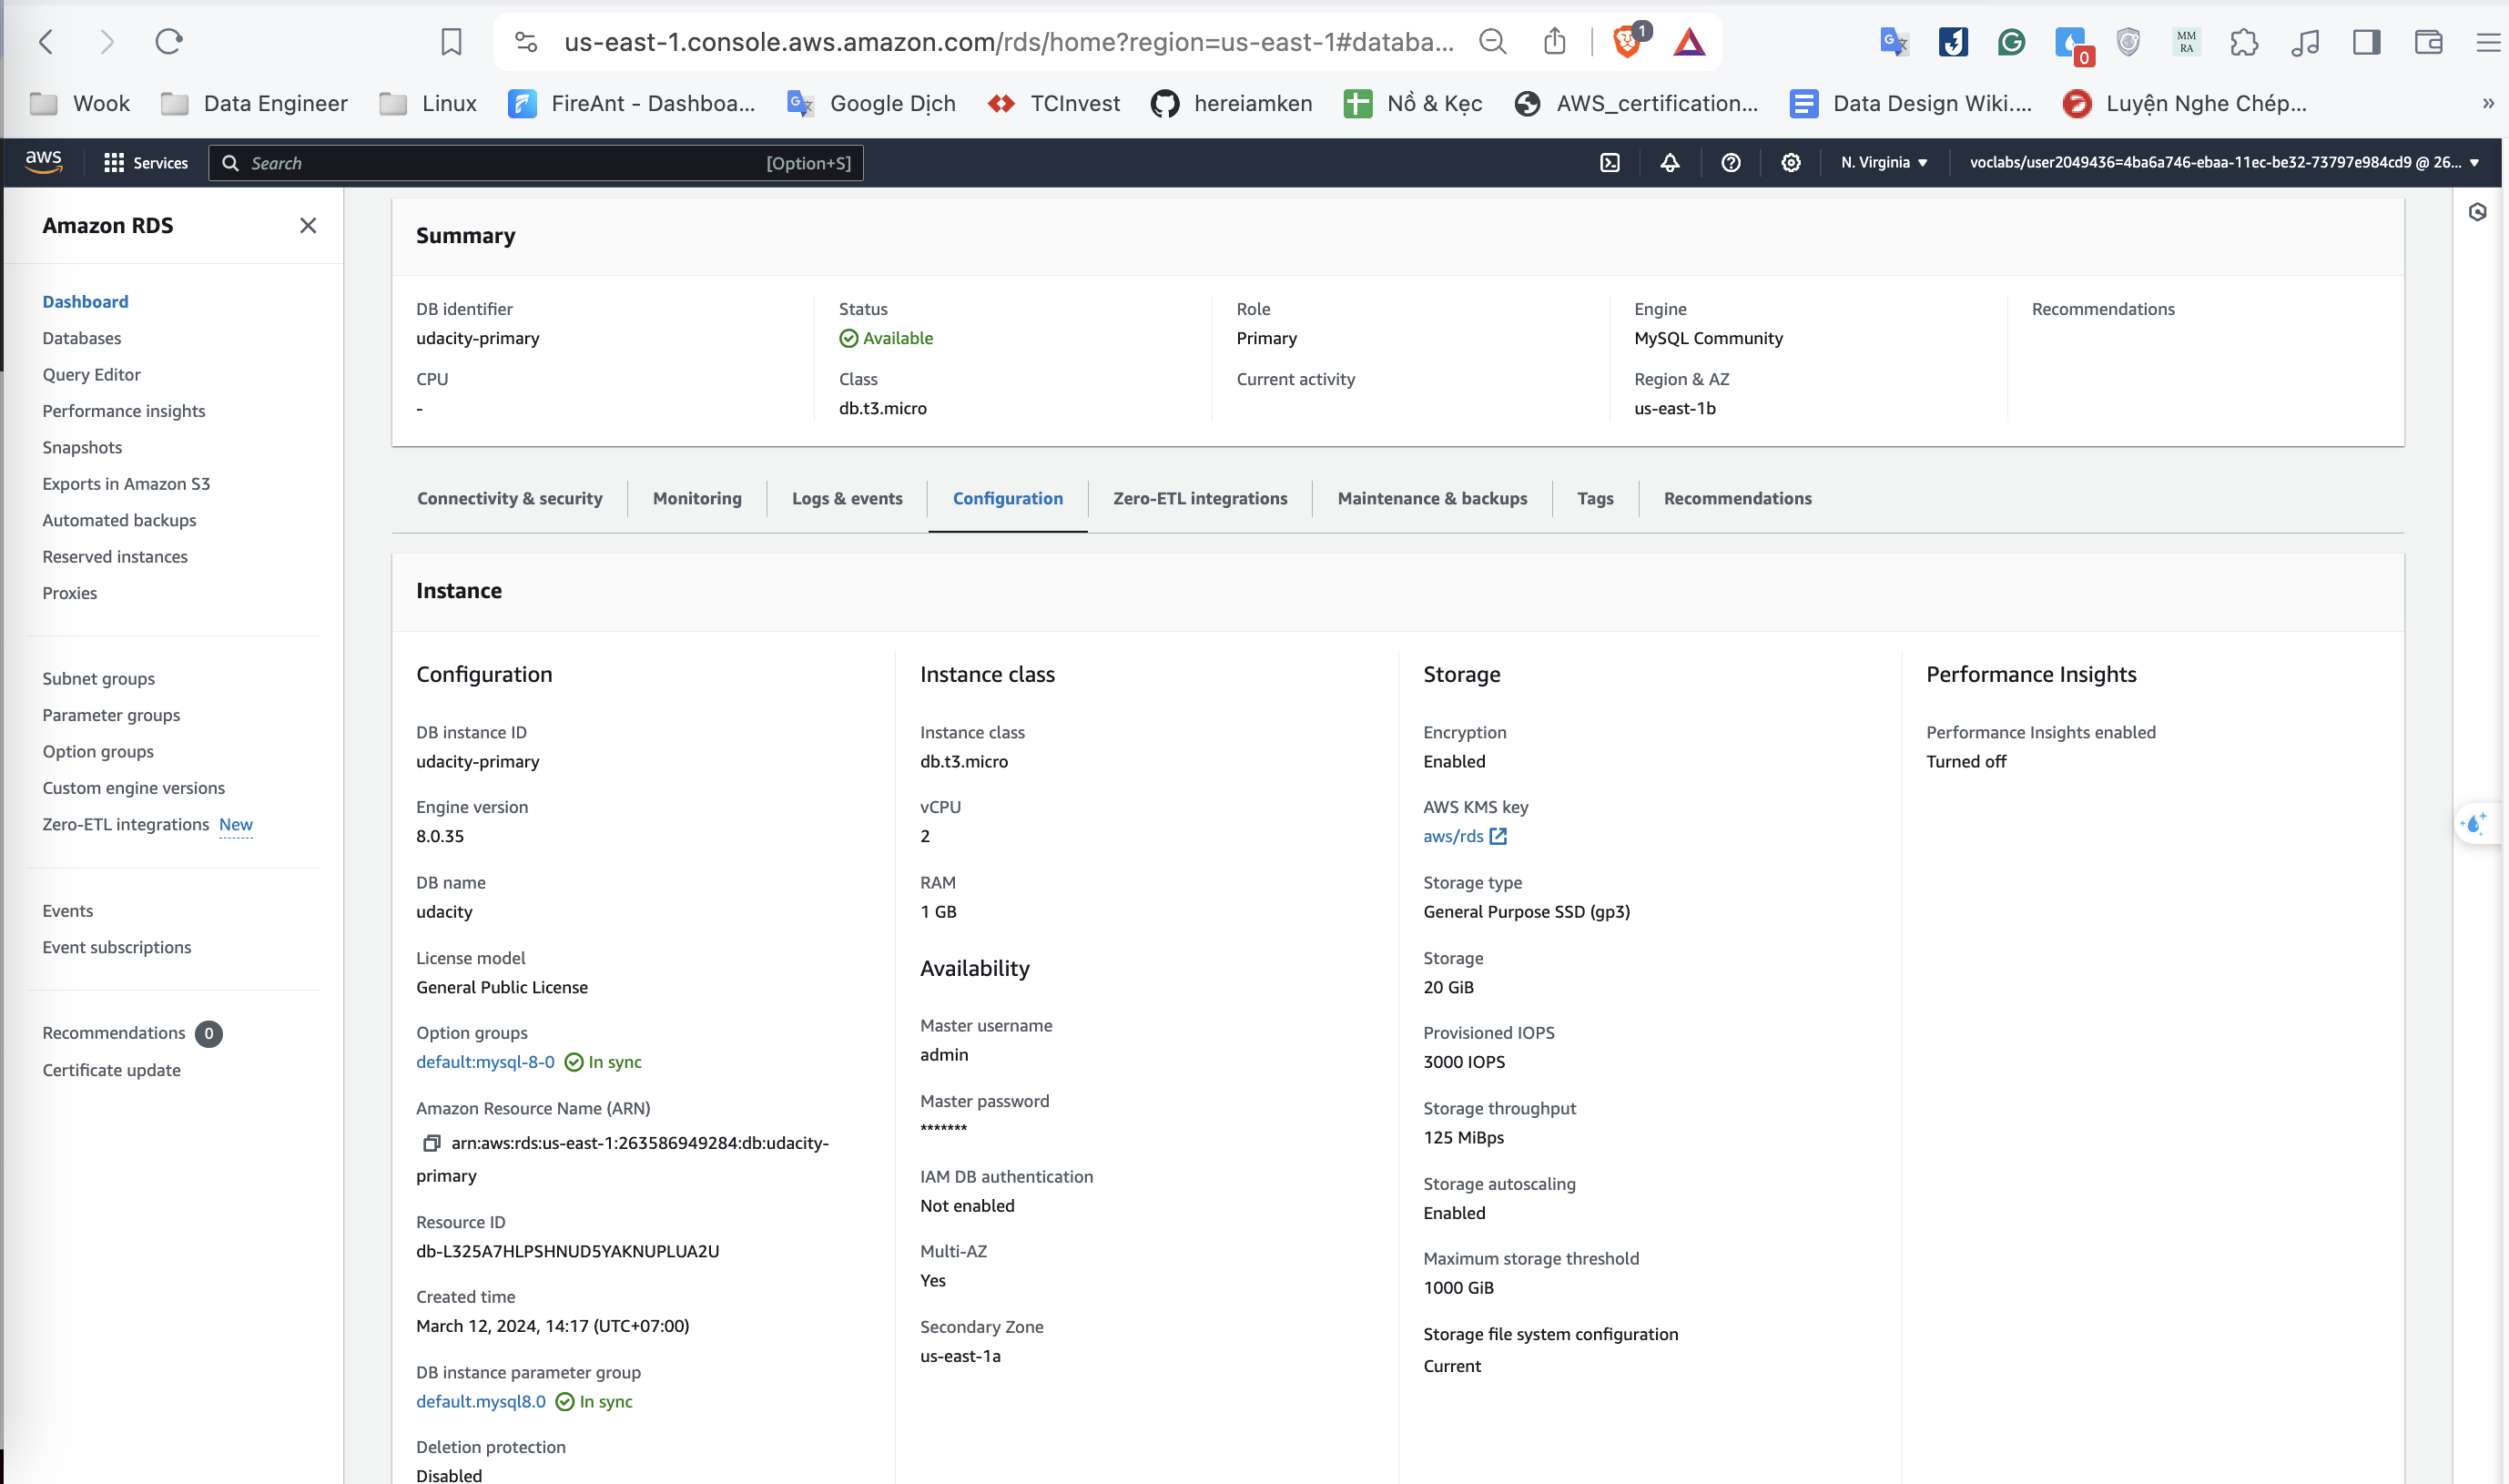 us-east-1.console.aws.amazon.com/rds/home?region=us-east-1#databa...
1
0
MM
RA
Wook
Data Engineer
Linux
FireAnt - Dashboa...
Google Dịch
TCInvest
hereiamken
Nồ & Kẹc
AWS_certification...
Data Design Wiki....
Luyện Nghe Chép...
»
aws
Services
Search
[Option+S]
N. Virginia
voclabs/user2049436=4ba6a746-ebaa-11ec-be32-73797e984cd9 @ 26...
Amazon RDS
Dashboard
Databases
Query Editor
Performance insights
Snapshots
Exports in Amazon S3
Automated backups
Reserved instances
Proxies
Subnet groups
Parameter groups
Option groups
Custom engine versions
Zero-ETL integrations New
Events
Event subscriptions
Recommendations 0
Certificate update
Summary
DB identifier
udacity-primary
CPU
-
Status
Available
Class
db.t3.micro
Role
Primary
Current activity
Engine
MySQL Community
Region & AZ
us-east-1b
Recommendations
Connectivity & security
Monitoring
Logs & events
Configuration
Zero-ETL integrations
Maintenance & backups
Tags
Recommendations
Instance
Configuration
DB instance ID
udacity-primary
Engine version
8.0.35
DB name
udacity
License model
General Public License
Option groups
default:mysql-8-0 In sync
Amazon Resource Name (ARN)
arn:aws:rds:us-east-1:263586949284:db:udacity-
primary
Resource ID
db-L325A7HLPSHNUD5YAKNUPLUA2U
Created time
March 12, 2024, 14:17 (UTC+07:00)
DB instance parameter group
default.mysql8.0 In sync
Deletion protection
Disabled
Instance class
Instance class
db.t3.micro
vCPU
2
RAM
1 GB
Availability
Master username
admin
Master password
*******
IAM DB authentication
Not enabled
Multi-AZ
Yes
Secondary Zone
us-east-1a
Storage
Encryption
Enabled
AWS KMS key
aws/rds
Storage type
General Purpose SSD (gp3)
Storage
20 GiB
Provisioned IOPS
3000 IOPS
Storage throughput
125 MiBps
Storage autoscaling
Enabled
Maximum storage threshold
1000 GiB
Storage file system configuration
Current
Performance Insights
Performance Insights enabled
Turned off